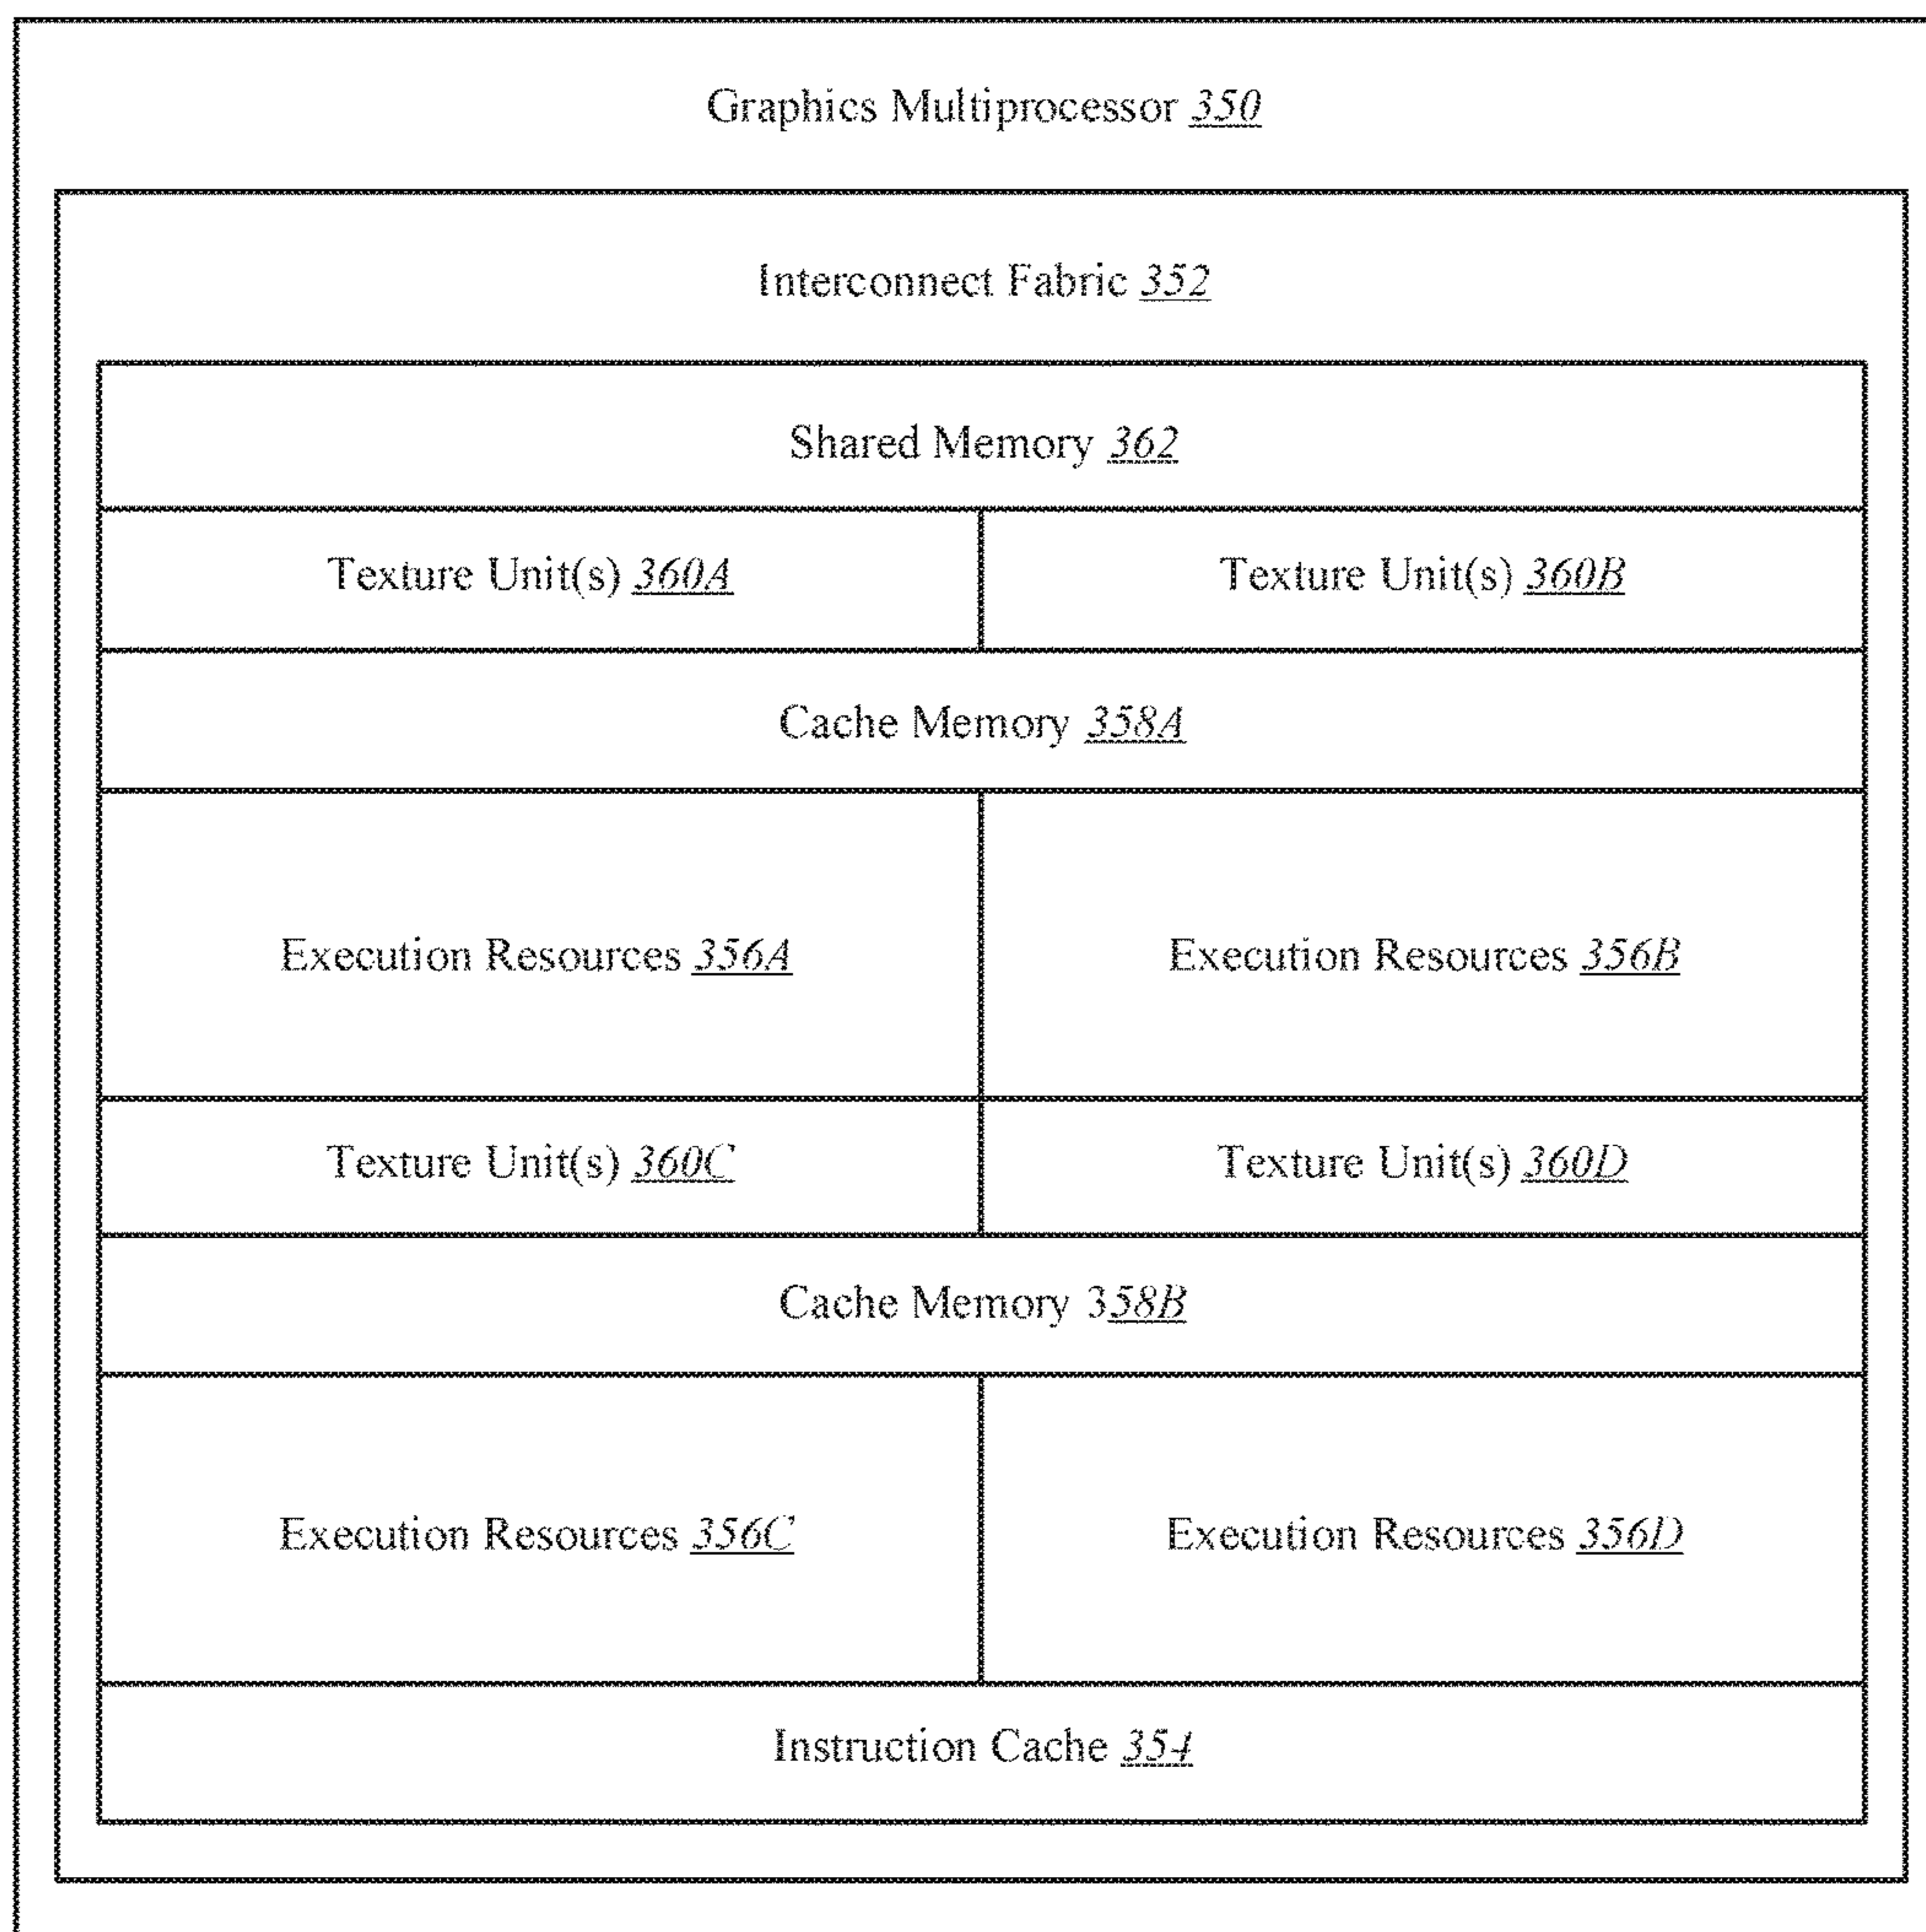 Graphics Multiprocessor 350
Interconnect Fabric 352
Shared Memory 362
Texture Unit(s) 360A
Texture Unit(s) 360B
Cache Memory 358A
Execution Resources 356A
Execution Resources 356B
Texture Unit(s) 360C
Texture Unit(s) 360D
Cache Memory 358B
Execution Resources 356C
Execution Resources 356D
Instruction Cache 354